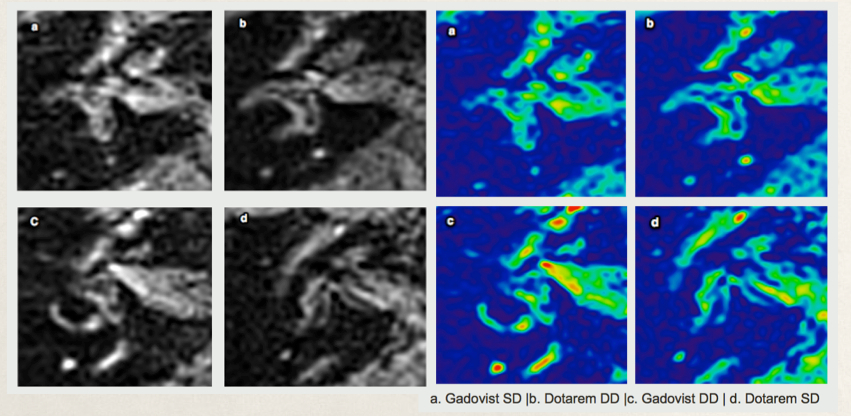 a b a b
c d c d
a. Gadovist SD |b. Dotarem DD |c. Gadovist DD | d. Dotarem SD